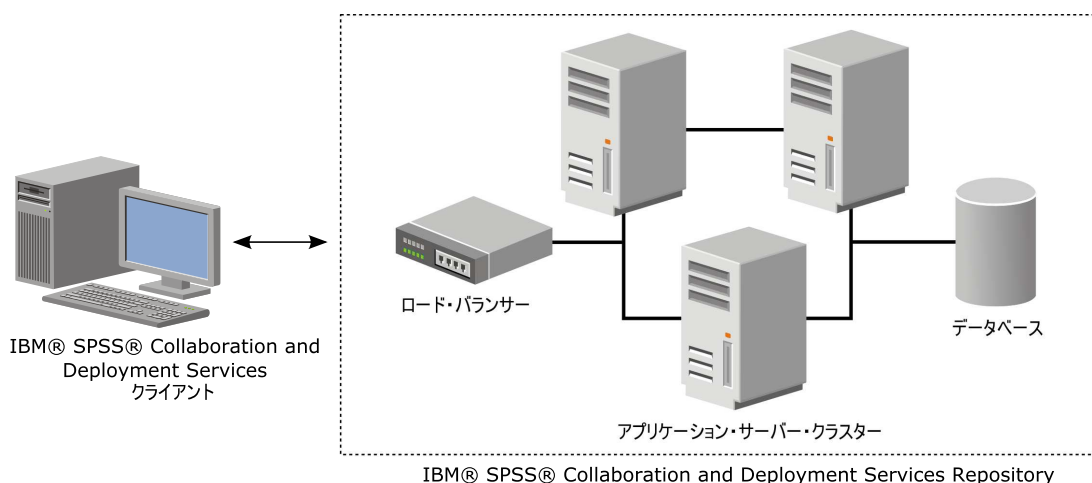 IBM® SPSS® Collaboration and
Deployment Services
クライアント
ロード・バランサー
アプリケーション・サーバー・クラスター
データベース
IBM® SPSS® Collaboration and Deployment Services Repository